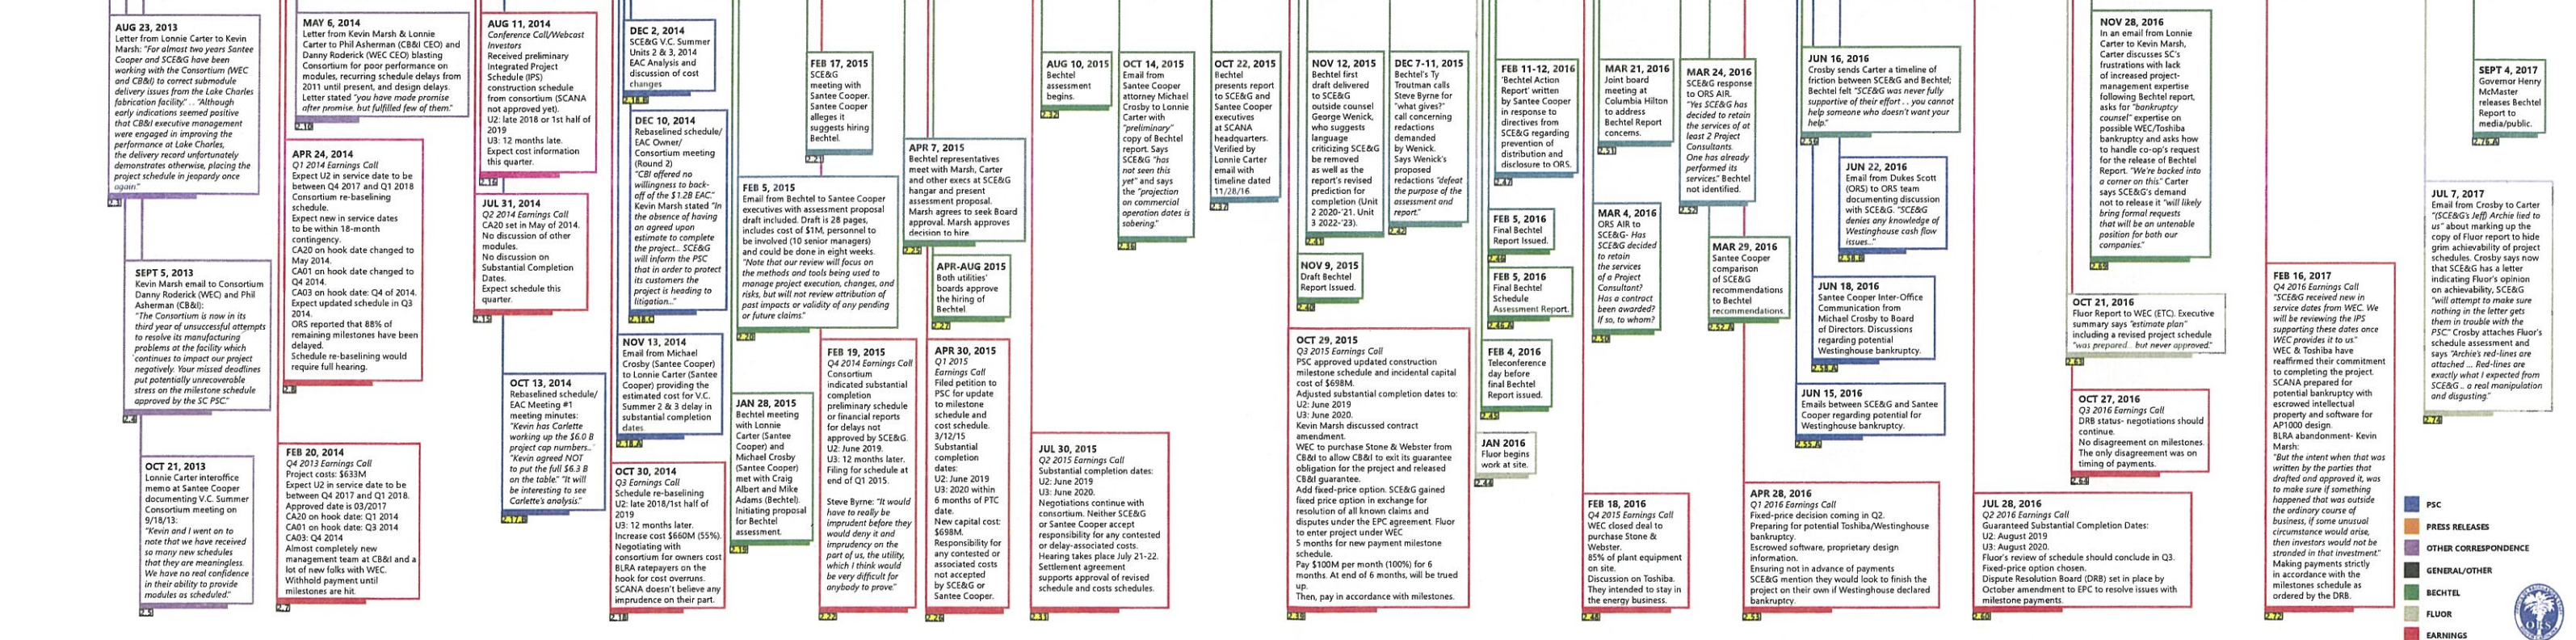 AUG 23, 2013
Letter from Lonnie Carter to Kevin
Marsh: "For almost two years Santee
Cooper and SCE&G have been
working with the Consortium (WEC
and CB&I) to correct submodule
delivery issues from the Lake Charles
fabrication facility." . . "Although
early indications seemed positive
that CB&I executive management
were engaged in improving the
performance at Lake Charles,
the delivery record unfortunately
demonstrates otherwise, placing the
project schedule in jeopardy once
again."
2.3
SEPT 5, 2013
Kevin Marsh email to Consortium
Danny Roderick (WEC) and Phil
Asherman (CB&I):
"The Consortium is now in its
third year of unsuccessful attempts
to resolve its manufacturing
problems at the facility which
continues to impact our project
negatively. Your missed deadlines
put potentially unrecoverable
stress on the milestone schedule
approved by the SC PSC."
2.4
OCT 21, 2013
Lonnie Carter interoffice
memo at Santee Cooper
documenting V.C. Summer
Consortium meeting on
9/18/13:
"Kevin and I went on to
note that we have received
so many new schedules
that they are meaningless.
We have no real confidence
in their ability to provide
modules as scheduled."
2.5
MAY 6, 2014
Letter from Kevin Marsh & Lonnie
Carter to Phil Asherman (CB&I CEO) and
Danny Roderick (WEC CEO) blasting
Consortium for poor performance on
modules, recurring schedule delays from
2011 until present, and design delays.
Letter stated "you have made promise
after promise, but fulfilled few of them."
2.10
APR 24, 2014
Q1 2014 Earnings Call
Expect U2 in service date to be
between Q4 2017 and Q1 2018
Consortium re-baselining
schedule.
Expect new in service dates
to be within 18-month
contingency.
CA20 on hook date changed to
May 2014.
CA01 on hook date changed to
Q4 2014.
CA03 on hook date: Q4 of 2014.
Expect updated schedule in Q3
2014.
ORS reported that 88% of
remaining milestones have been
delayed.
Schedule re-baselining would
require full hearing.
FEB 20, 2014
Q4 2013 Earnings Call
Project costs: $633M
Expect U2 in service date to be
between Q4 2017 and Q1 2018.
Approved date is 03/2017
CA20 on hook date: Q1 2014
CA01 on hook date: Q3 2014
CA03: Q4 2014
Almost completely new
management team at CB&I and a
lot of new folks with WEC.
Withhold payment until
milestones are hit.
2.7
AUG 11, 2014
Conference Call/Webcast
Investors
Received preliminary
Integrated Project
Schedule (IPS)
construction schedule
from consortium (SCANA
not approved yet).
U2: late 2018 or 1st half of
2019
U3: 12 months late.
Expect cost information
this quarter.
2.16
JUL 31, 2014
Q2 2014 Earnings Call
CA20 set in May of 2014.
No discussion of other
modules.
No discussion on
Substantial Completion
Dates.
Expect schedule this
quarter.
2.15
OCT 13, 2014
Rebaselined schedule/
EAC Meeting #1
meeting minutes:
"Kevin has Carlette
working up the $6.0 B
project cap numbers..."
"Kevin agreed NOT
to put the full $6.3 B
on the table." "It will
be interesting to see
Carlette's analysis."
2.17.B
DEC 2, 2014
SCE&G V.C. Summer
Units 2 & 3, 2014
EAC Analysis and
discussion of cost
changes
2.18.B
DEC 10, 2014
Rebaselined schedule/
EAC Owner/
Consortium meeting
(Round 2)
"CBI offered no
willingness to back-
off of the $1.2B EAC."
Kevin Marsh stated "In
the absence of having
an agreed upon
estimate to complete
the project... SCE&G
will inform the PSC
that in order to protect
its customers the
project is heading to
litigation..."
2.18.C
NOV 13, 2014
Email from Michael
Crosby (Santee Cooper)
to Lonnie Carter (Santee
Cooper) providing the
estimated cost for V.C.
Summer 2 & 3 delay in
substantial completion
dates.
2.18.A
OCT 30, 2014
Q3 Earnings Call
Schedule re-baselining
U2: late 2018/1st half of
2019
U3: 12 months later.
Increase cost $660M (55%).
Negotiating with
consortium for owners cost
BLRA ratepayers on the
hook for cost overruns.
SCANA doesn't believe any
imprudence on their part.
2.18
FEB 17, 2015
SCE&G
meeting with
Santee Cooper.
Santee Cooper
alleges it
suggests hiring
Bechtel.
2.21
FEB 5, 2015
Email from Bechtel to Santee Cooper
executives with assessment proposal
draft included. Draft is 28 pages,
includes cost of $1M, personnel to
be involved (10 senior managers)
and could be done in eight weeks.
"Note that our review will focus on
the methods and tools being used to
manage project execution, changes, and
risks, but will not review attribution of
past impacts or validity of any pending
or future claims."
2.20
JAN 28, 2015
Bechtel meeting
with Lonnie
Carter (Santee
Cooper) and
Michael Crosby
(Santee Cooper)
met with Craig
Albert and Mike
Adams (Bechtel).
Initiating proposal
for Bechtel
assessment.
2.19
FEB 19, 2015
Q4 2014 Earnings Call
Consortium
indicated substantial
completion
preliminary schedule
or financial reports
for delays not
approved by SCE&G.
U2: June 2019.
U3: 12 months later.
Filing for schedule at
end of Q1 2015.
Steve Byrne: "It would
have to really be
imprudent before they
would deny it and
imprudency on the
part of us, the utility,
which I think would
be very difficult for
anybody to prove."
2.22
APR 7, 2015
Bechtel representatives
meet with Marsh, Carter
and other execs at SCE&G
hangar and present
assessment proposal.
Marsh agrees to seek Board
approval. Marsh approves
decision to hire.
2.25
APR-AUG 2015
Both utilities'
boards approve
the hiring of
Bechtel.
2.27
APR 30, 2015
Q1 2015
Earnings Call
Filed petition to
PSC for update
to milestone
schedule and
cost schedule.
3/12/15
Substantial
completion
dates:
U2: June 2019
U3: 2020 within
6 months of PTC
date.
New capital cost:
$698M.
Responsibility for
any contested or
associated costs
not accepted
by SCE&G or
Santee Cooper.
2.26
AUG 10, 2015
Bechtel
assessment
begins.
2.32
JUL 30, 2015
Q2 2015 Earnings Call
Substantial completion dates:
U2: June 2019
U3: June 2020.
Negotiations continue with
consortium. Neither SCE&G
or Santee Cooper accept
responsibility for any contested
or delay-associated costs.
Hearing takes place July 21-22.
Settlement agreement
supports approval of revised
schedule and costs schedules.
2.31
OCT 14, 2015
Email from
Santee Cooper
attorney Michael
Crosby to Lonnie
Carter with
"preliminary"
copy of Bechtel
report. Says
SCE&G "has
not seen this
yet" and says
the "projection
on commercial
operation dates is
sobering."
2.36
OCT 22, 2015
Bechtel
presents report
to SCE&G and
Santee Cooper
executives
at SCANA
headquarters.
Verified by
Lonnie Carter
email with
timeline dated
11/28/16
2.37
NOV 12, 2015
Bechtel first
draft delivered
to SCE&G
outside counsel
George Wenick,
who suggests
language
criticizing SCE&G
be removed
as well as the
report's revised
prediction for
completion (Unit
2 2020-'21. Unit
3 2022-'23).
2.41
NOV 9, 2015
Draft Bechtel
Report Issued.
2.40
OCT 29, 2015
Q3 2015 Earnings Call
PSC approved updated construction
milestone schedule and incidental capital
cost of $698M.
Adjusted substantial completion dates to:
U2: June 2019
U3: June 2020.
Kevin Marsh discussed contract
amendment.
WEC to purchase Stone & Webster from
CB&I to allow CB&I to exit its guarantee
obligation for the project and released
CB&I guarantee.
Add fixed-price option. SCE&G gained
fixed price option in exchange for
resolution of all known claims and
disputes under the EPC agreement. Fluor
to enter project under WEC
5 months for new payment milestone
schedule.
Pay $100M per month (100%) for 6
months. At end of 6 months, will be trued
up.
Then, pay in accordance with milestones.
DEC 7-11, 2015
Bechtel's Ty
Troutman calls
Steve Byrne for
"what gives?"
call concerning
redactions
demanded
by Wenick.
Says Wenick's
proposed
redactions "defeat
the purpose of the
assessment and
report."
2.42
FEB 11-12, 2016
'Bechtel Action
Report' written
by Santee Cooper
in response to
directives from
SCE&G regarding
prevention of
distribution and
disclosure to ORS.
2.47
FEB 5, 2016
Final Bechtel
Report Issued.
2.46
FEB 5, 2016
Final Bechtel
Schedule
Assessment Report.
2.46.A
FEB 4, 2016
Teleconference
day before
final Bechtel
Report issued.
2.45
JAN 2016
Fluor begins
work at site.
2.44
MAR 21, 2016
Joint board
meeting at
Columbia Hilton
to address
Bechtel Report
concerns.
2.51
MAR 4, 2016
ORS AIR to
SCE&G- Has
SCE&G decided
to retain
the services
of a Project
Consultant?
Has a contract
been awarded?
If so, to whom?
2.50
FEB 18, 2016
Q4 2015 Earnings Call
WEC closed deal to
purchase Stone &
Webster.
85% of plant equipment
on site.
Discussion on Toshiba.
They intended to stay in
the energy business.
2.48
MAR 24, 2016
SCE&G response
to ORS AIR.
"Yes SCE&G has
decided to retain
the services of at
least 2 Project
Consultants.
One has already
performed its
services." Bechtel
not identified.
2.52
MAR 29, 2016
Santee Cooper
comparison
of SCE&G
recommendations
to Bechtel
recommendations.
2.52.A
APR 28, 2016
Q1 2016 Earnings Call
Fixed-price decision coming in Q2.
Preparing for potential Toshiba/Westinghouse
bankruptcy.
Escrowed software, proprietary design
information.
Ensuring not in advance of payments
SCE&G mention they would look to finish the
project on their own if Westinghouse declared
bankruptcy.
2.53
JUN 16, 2016
Crosby sends Carter a timeline of
friction between SCE&G and Bechtel;
Bechtel felt "SCE&G was never fully
supportive of their effort . . you cannot
help someone who doesn't want your
help."
JUN 22, 2016
Email from Dukes Scott
(ORS) to ORS team
documenting discussion
with SCE&G. "SCE&G
denies any knowledge of
Westinghouse cash flow
issues..."
2.58.B
JUN 18, 2016
Santee Cooper Inter-Office
Communication from
Michael Crosby to Board
of Directors. Discussions
regarding potential
Westinghouse bankruptcy.
2.58.A
JUN 15, 2016
Emails between SCE&G and Santee
Cooper regarding potential for
Westinghouse bankruptcy.
2.55.A
JUL 28, 2016
Q2 2016 Earnings Call
Guaranteed Substantial Completion Dates:
U2: August 2019
U3: August 2020.
Fluor's review of schedule should conclude in Q3.
Fixed-price option chosen.
Dispute Resolution Board (DRB) set in place by
October amendment to EPC to resolve issues with
milestone payments.
2.60
NOV 28, 2016
In an email from Lonnie
Carter to Kevin Marsh,
Carter discusses SC's
frustrations with lack
of increased project-
management expertise
following Bechtel report,
asks for "bankruptcy
counsel" expertise on
possible WEC/Toshiba
bankruptcy and asks how
to handle co-op's request
for the release of Bechtel
Report. "We're backed into
a corner on this." Carter
says SCE&G's demand
not to release it "will likely
bring formal requests
that will be an untenable
position for both our
companies."
OCT 21, 2016
Fluor Report to WEC (ETC). Executive
summary says "estimate plan"
including a revised project schedule
"was prepared... but never approved."
2.63
OCT 27, 2016
Q3 2016 Earnings Call
DRB status- negotiations should
continue.
No disagreement on milestones.
The only disagreement was on
timing of payments.
2.64
FEB 16, 2017
Q4 2016 Earnings Call
"SCE&G received new in
service dates from WEC. We
will be reviewing the IPS
supporting these dates once
WEC provides it to us."
WEC & Toshiba have
reaffirmed their commitment
to completing the project.
SCANA prepared for
potential bankruptcy with
escrowed intellectual
property and software for
AP1000 design.
BLRA abandonment- Kevin
Marsh:
"But the intent when that was
written by the parties that
drafted and approved it, was
to make sure if something
happened that was outside
the ordinary course of
business, if some unusual
circumstance would arise,
then investors would not be
stranded in that investment."
Making payments strictly
in accordance with the
milestones schedule as
ordered by the DRB.
2.72
SEPT 4, 2017
Governor Henry
McMaster
releases Bechtel
Report to
media/public.
2.76.A
JUL 7, 2017
Email from Crosby to Carter
"(SCE&G's Jeff) Archie lied to
us" about marking up the
copy of Fluor report to hide
grim achievability of project
schedules. Crosby says now
that SCE&G has a letter
indicating Fluor's opinion
on achievability, SCE&G
"will attempt to make sure
nothing in the letter gets
them in trouble with the
PSC." Crosby attaches Fluor's
schedule assessment and
says "Archie's red-lines are
attached ... Red-lines are
exactly what I expected from
SCE&G .. a real manipulation
and disgusting."
2.74
PSC
PRESS RELEASES
OTHER CORRESPONDENCE
GENERAL/OTHER
BECHTEL
FLUOR
EARNINGS
ORS